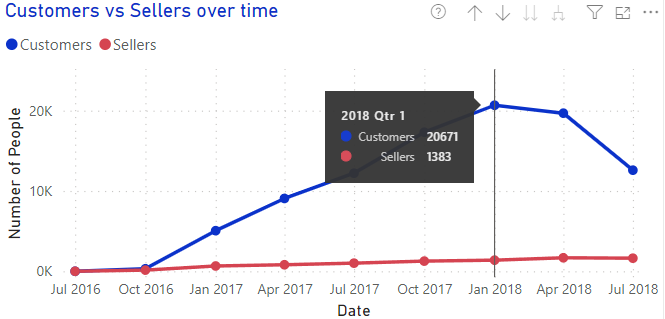 Customers vs Sellers over time
Customers Sellers
Number of People
20K
10K
0K
2018 Qtr 1
Customers 20671
Sellers 1383
Jul 2016 Oct 2016 Jan 2017 Apr 2017 Jul 2017 Oct 2017 Jan 2018 Apr 2018 Jul 2018
Date